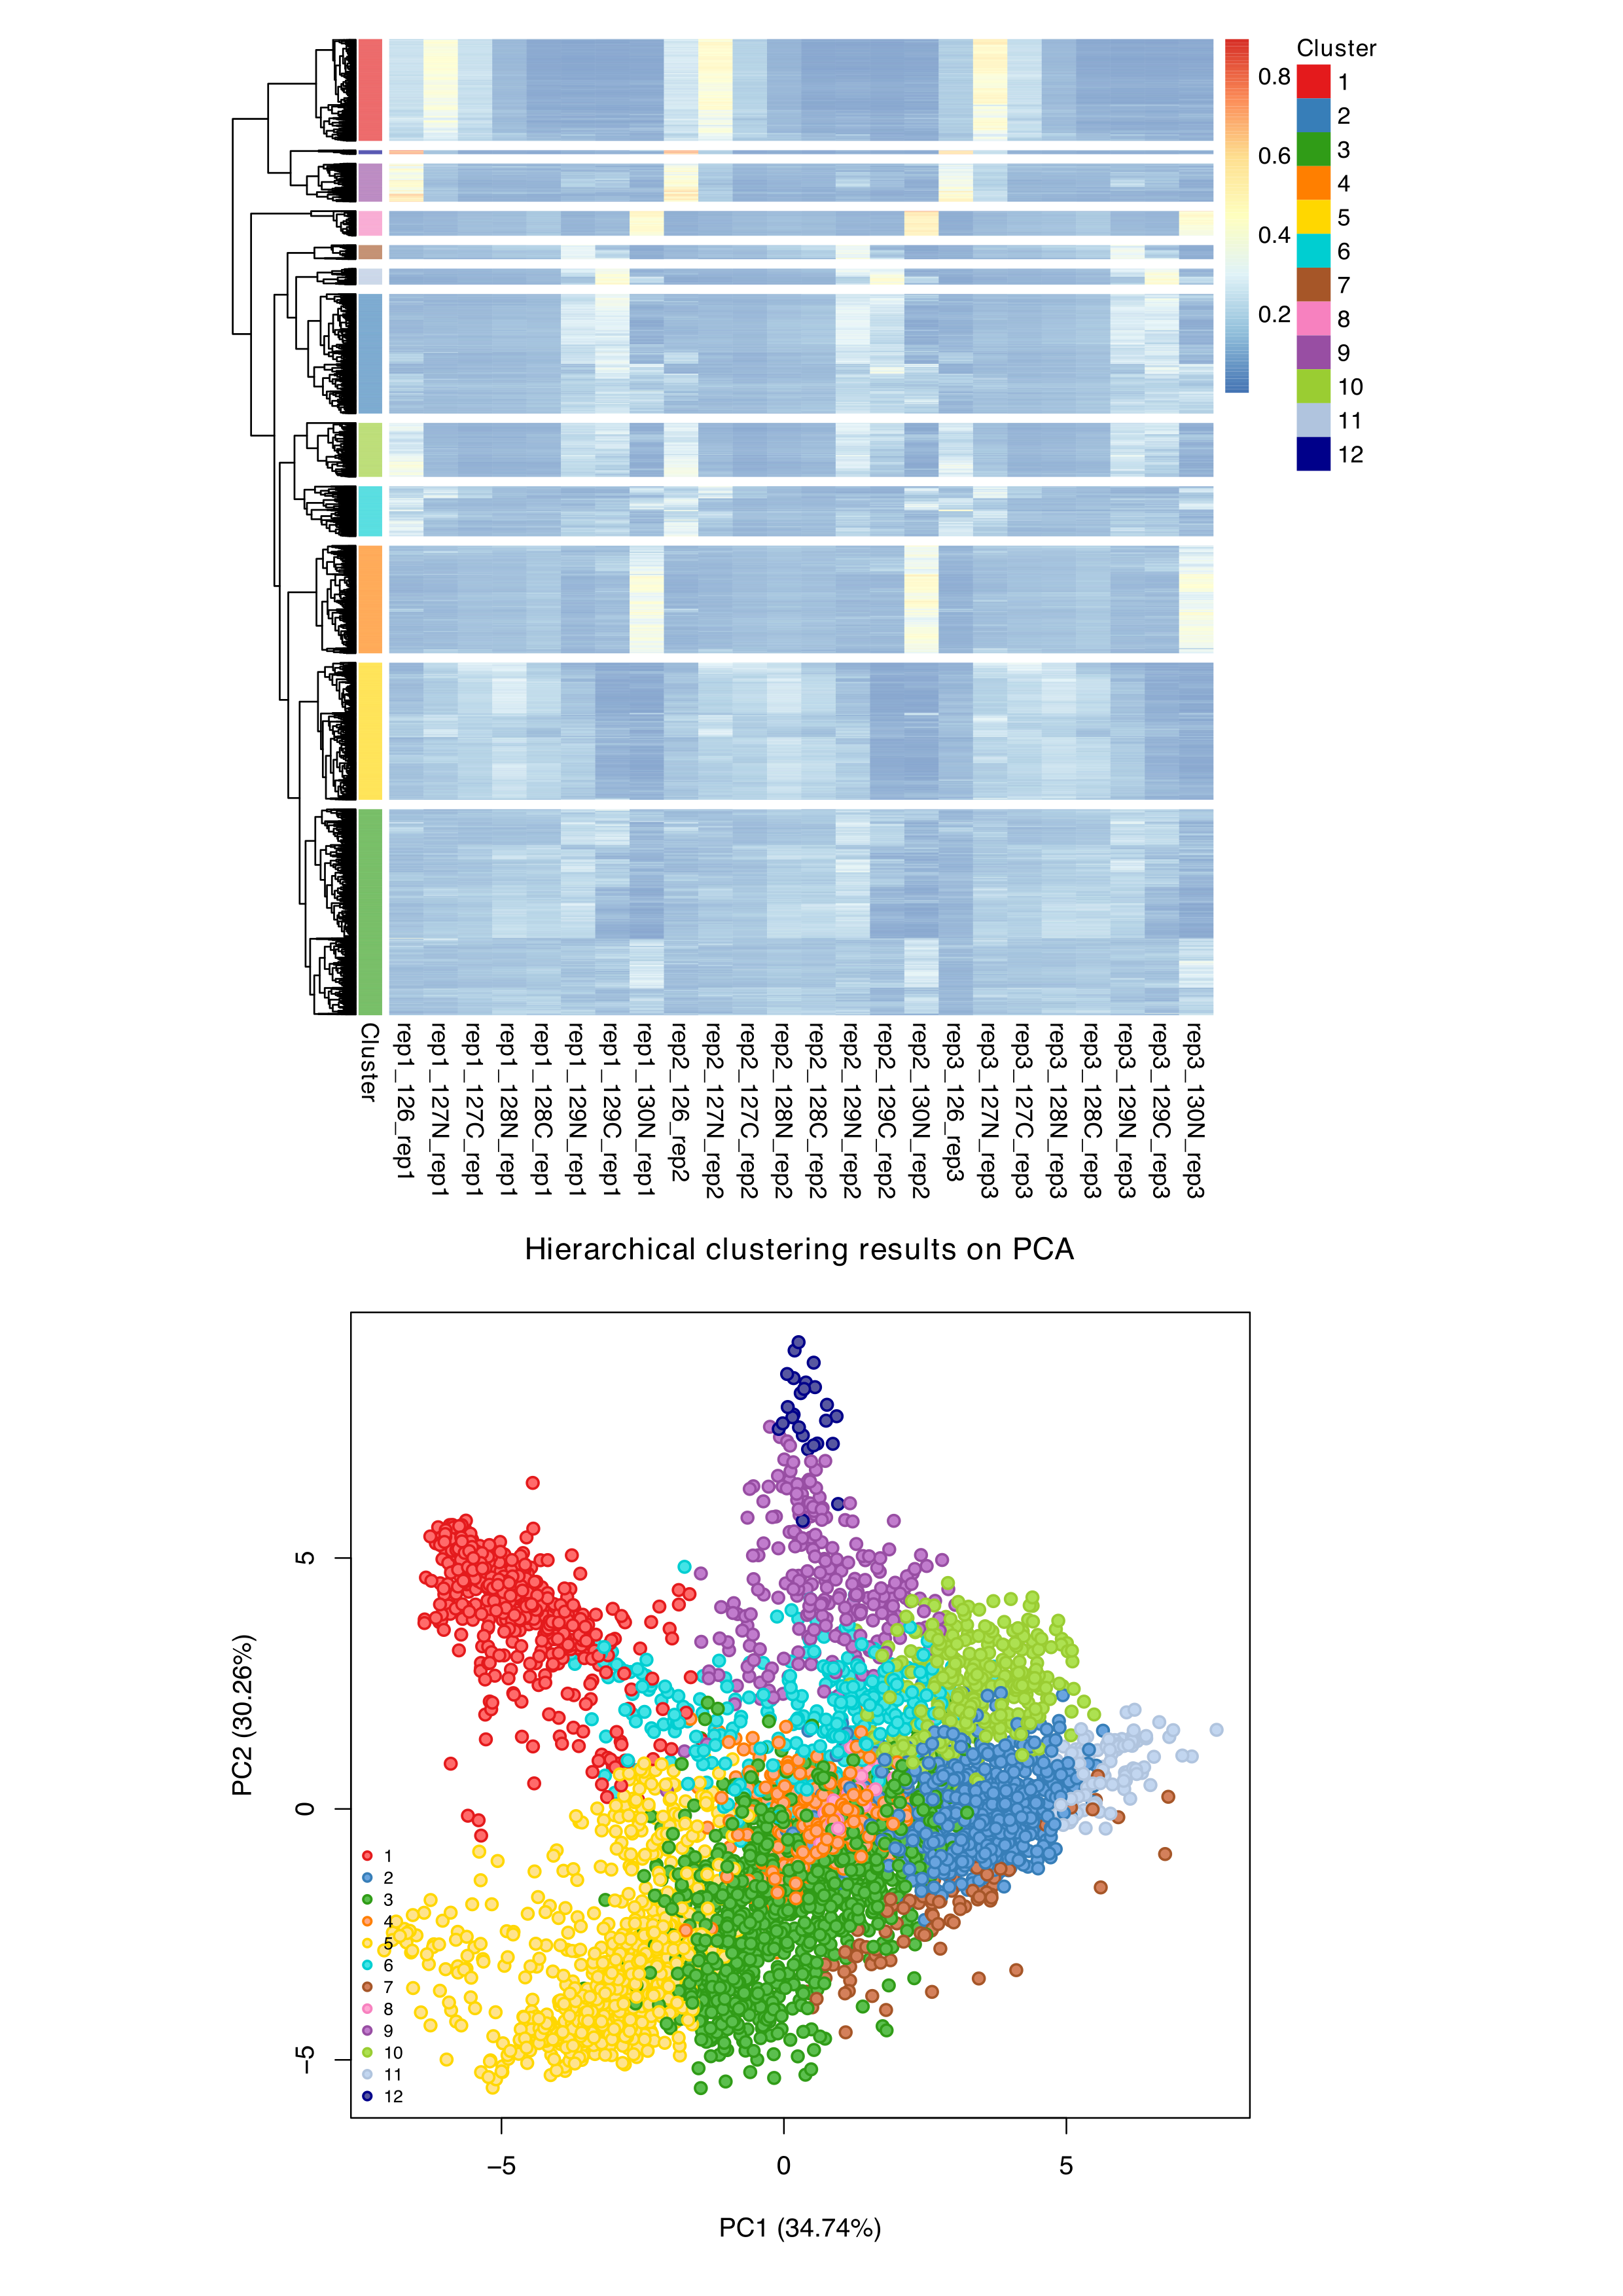 Cluster
0.8
0.6
0.4
0.2
1
2
3
4
5
6
7
8
9
10
11
12
Cluster
rep1_126_rep1
rep1_127N_rep1
rep1_127C_rep1
rep1_128N_rep1
rep1_128C_rep1
rep1_129N_rep1
rep1_129C_rep1
rep1_130N_rep1
rep2_126_rep2
rep2_127N_rep2
rep2_127C_rep2
rep2_128N_rep2
rep2_128C_rep2
rep2_129N_rep2
rep2_129C_rep2
rep2_130N_rep2
rep3_126_rep3
rep3_127N_rep3
rep3_127C_rep3
rep3_128N_rep3
rep3_128C_rep3
rep3_129N_rep3
rep3_129C_rep3
rep3_130N_rep3
Hierarchical clustering results on PCA
PC2 (30.26%)
5
0
−5
1
2
3
4
5
6
7
8
9
10
11
12
−5
0
5
PC1 (34.74%)